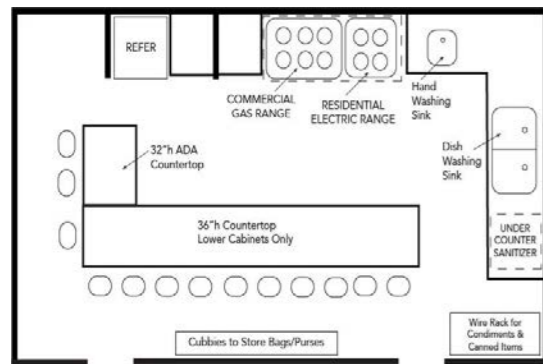 REFER
COMMERCIAL
GAS RANGE
RESIDENTIAL
ELECTRIC RANGE
Hand
Washing
Sink
32"h ADA
Countertop
Dish
Washing
Sink
36"h Countertop
Lower Cabinets Only
UNDER
COUNTER
SANITIZER
Cubbies to Store Bags/Purses
Wire Rack for
Condiments &
Canned Items